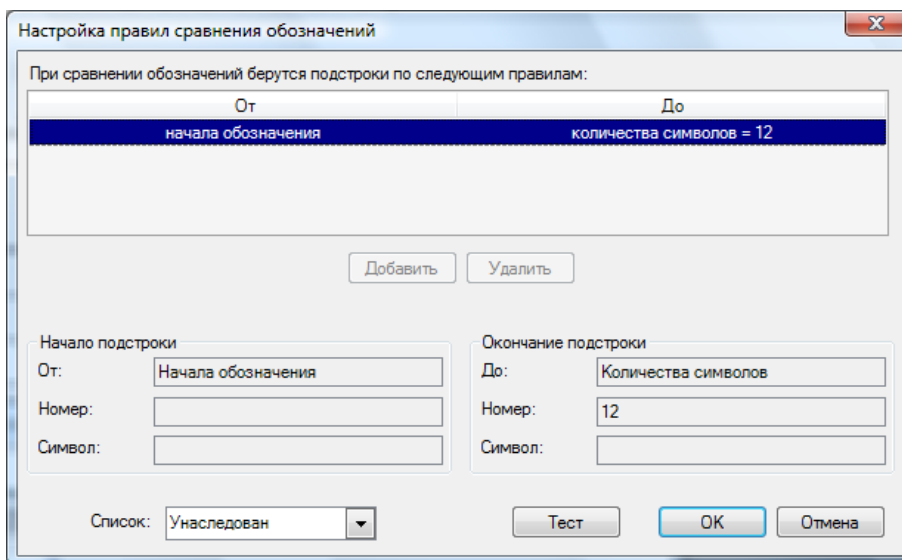 Настройка правил сравнения обозначений
При сравнении обозначений берутся подстроки по следующим правилам:
От До
начала обозначения количества символов = 12
Добавить Удалить
Начало подстроки
От: Начала обозначения
Номер:
Символ:
Окончание подстроки
До: Количества символов
Номер: 12
Символ:
Список: Унаследован Тест OK Отмена